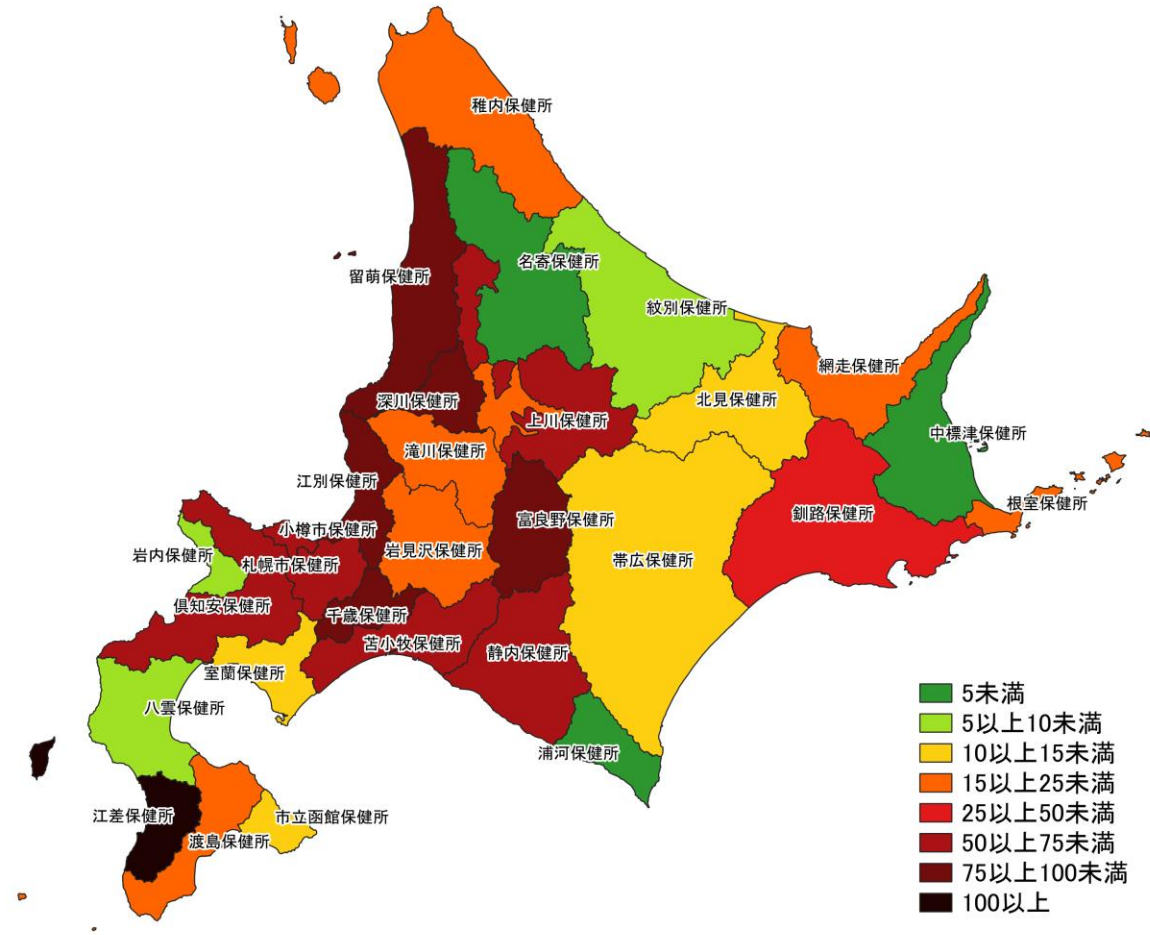 稚内保健所
名寄保健所
留萌保健所
紋別保健所
網走保健所
北見保健所
深川保健所
上川保健所
中標津保健所
滝川保健所
江別保健所
根室保健所
釧路保健所
富良野保健所
小樽市保健所
岩見沢保健所
岩内保健所
札幌市保健所
帯広保健所
倶知安保健所
千歳保健所
苫小牧保健所
静内保健所
室蘭保健所
八雲保健所
浦河保健所
江差保健所
市立函館保健所
渡島保健所
5未満
5以上10未満
10以上15未満
15以上25未満
25以上50未満
50以上75未満
75以上100未満
100以上